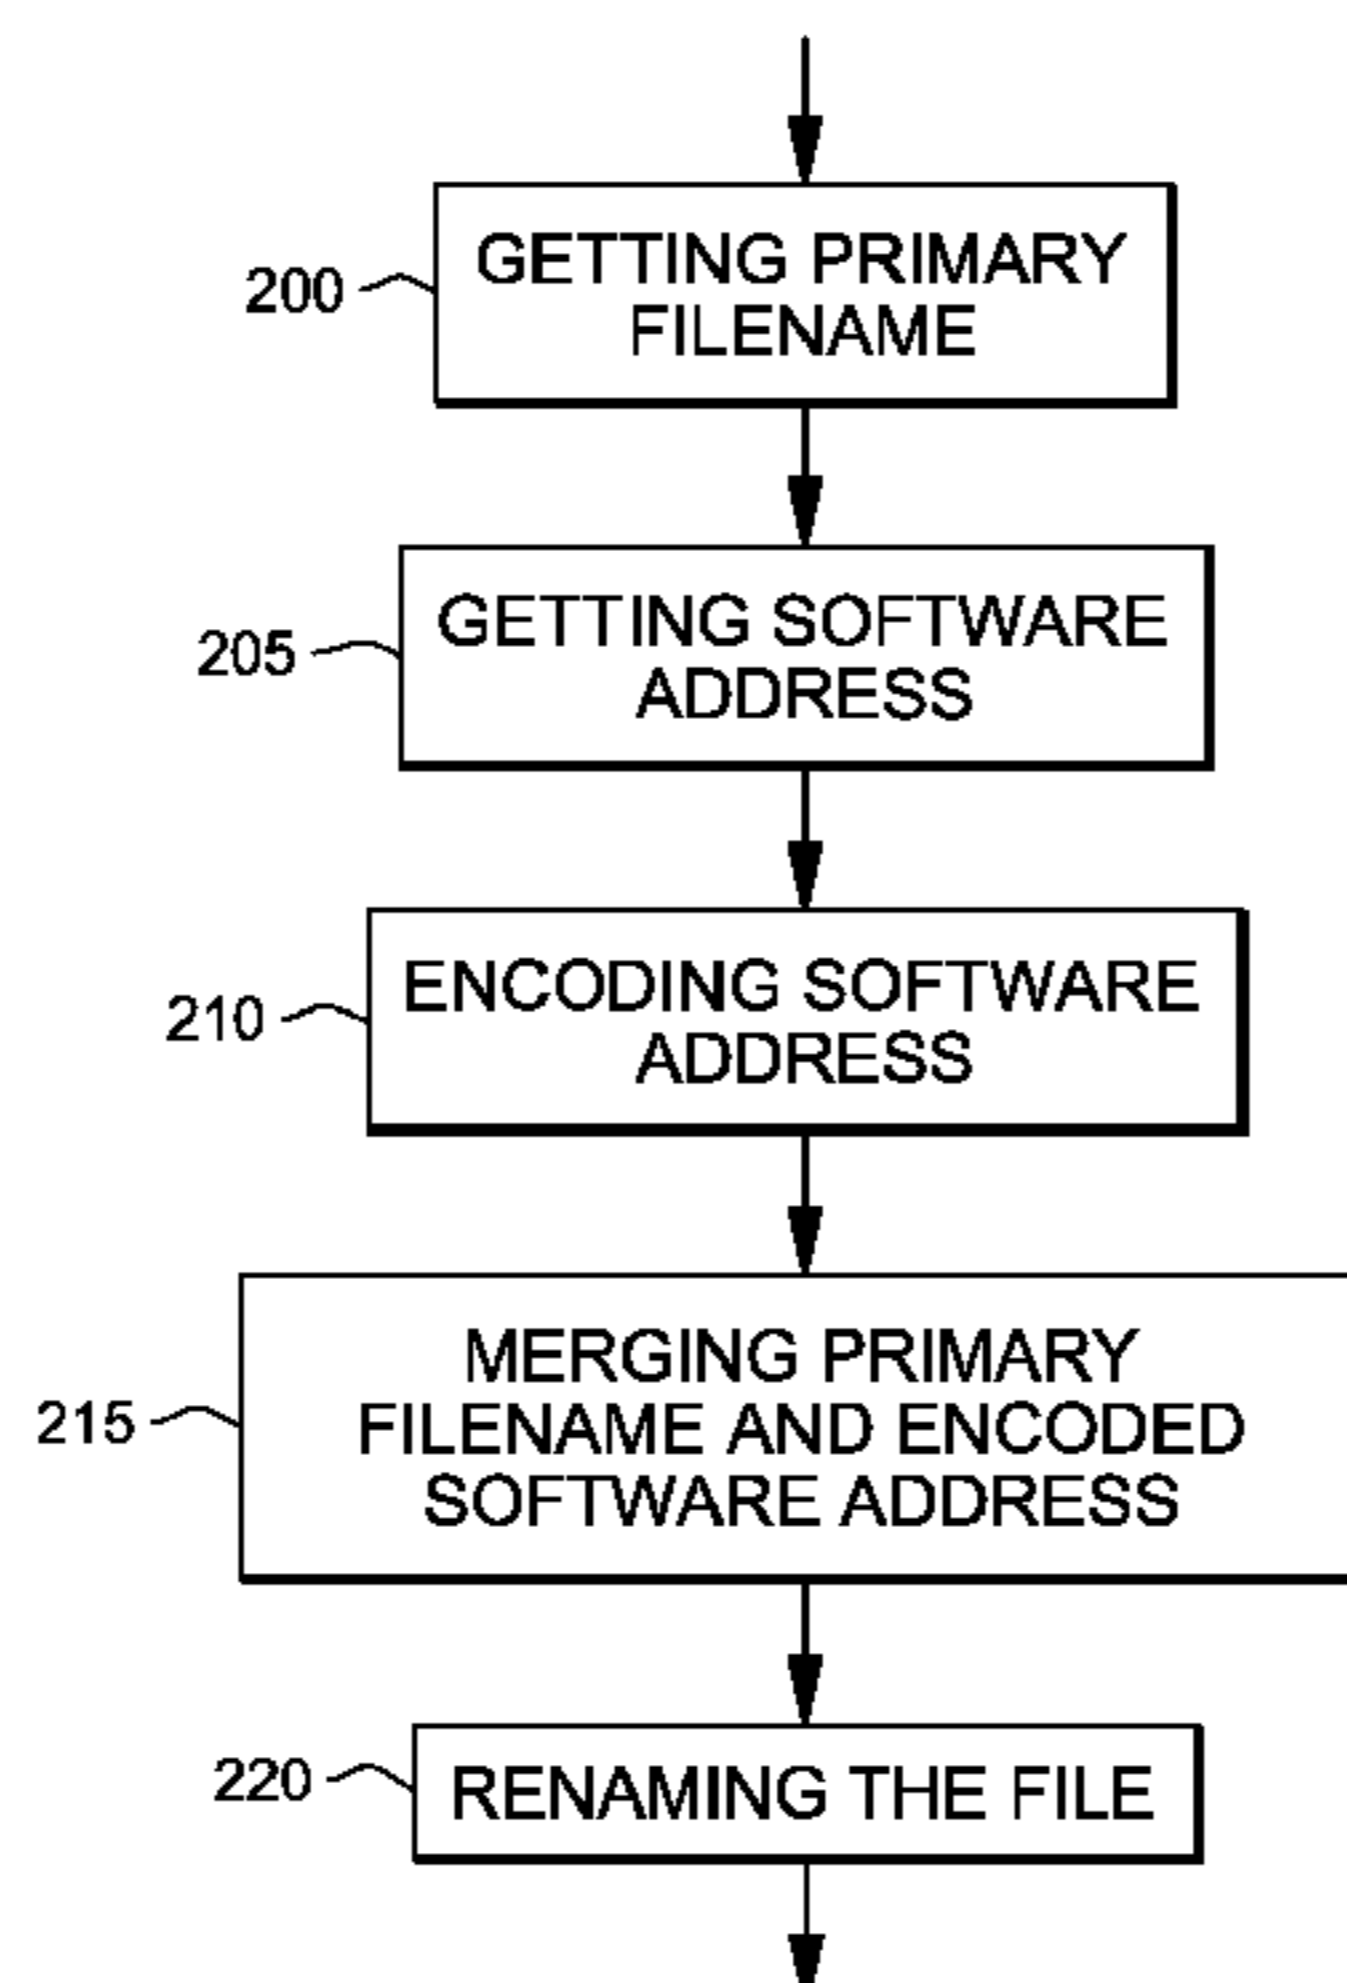 200
GETTING PRIMARY
FILENAME
205
GETTING SOFTWARE
ADDRESS
210
ENCODING SOFTWARE
ADDRESS
215
MERGING PRIMARY
FILENAME AND ENCODED
SOFTWARE ADDRESS
220
RENAMING THE FILE